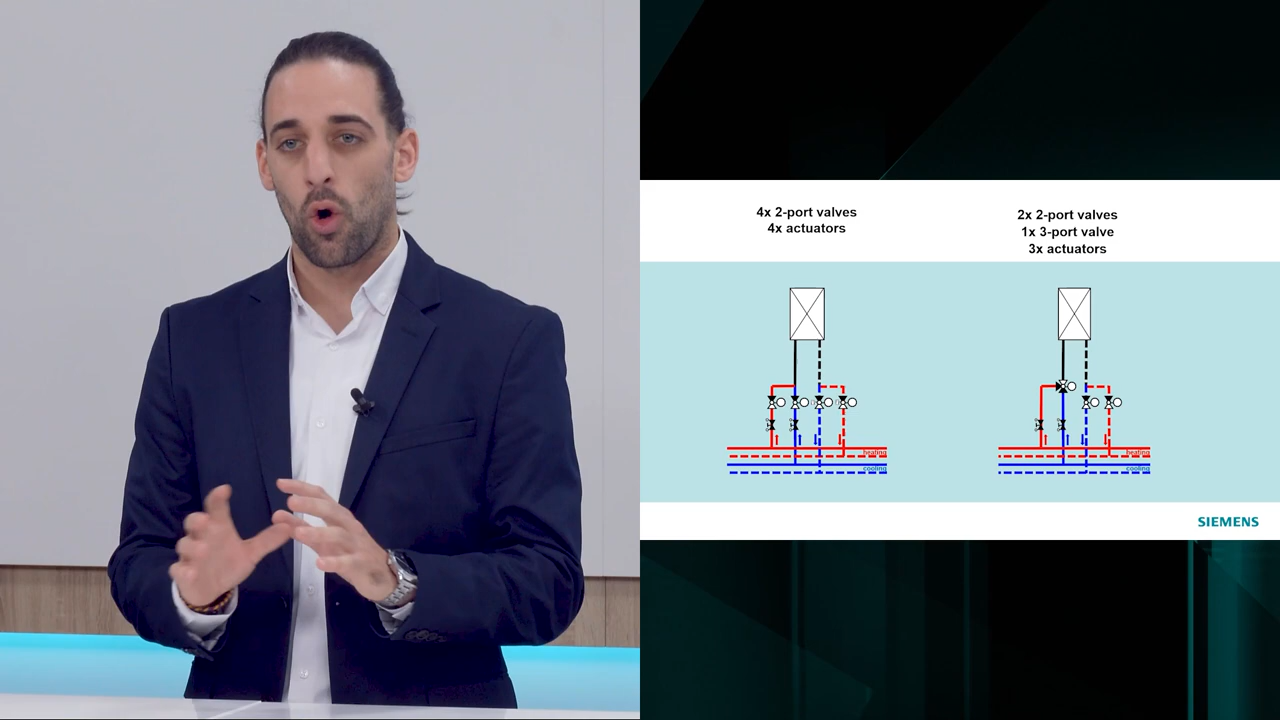 4x 2-port valves
4x actuators
2x 2-port valves
1x 3-port valve
3x actuators
heating
cooling
heating
cooling
SIEMENS